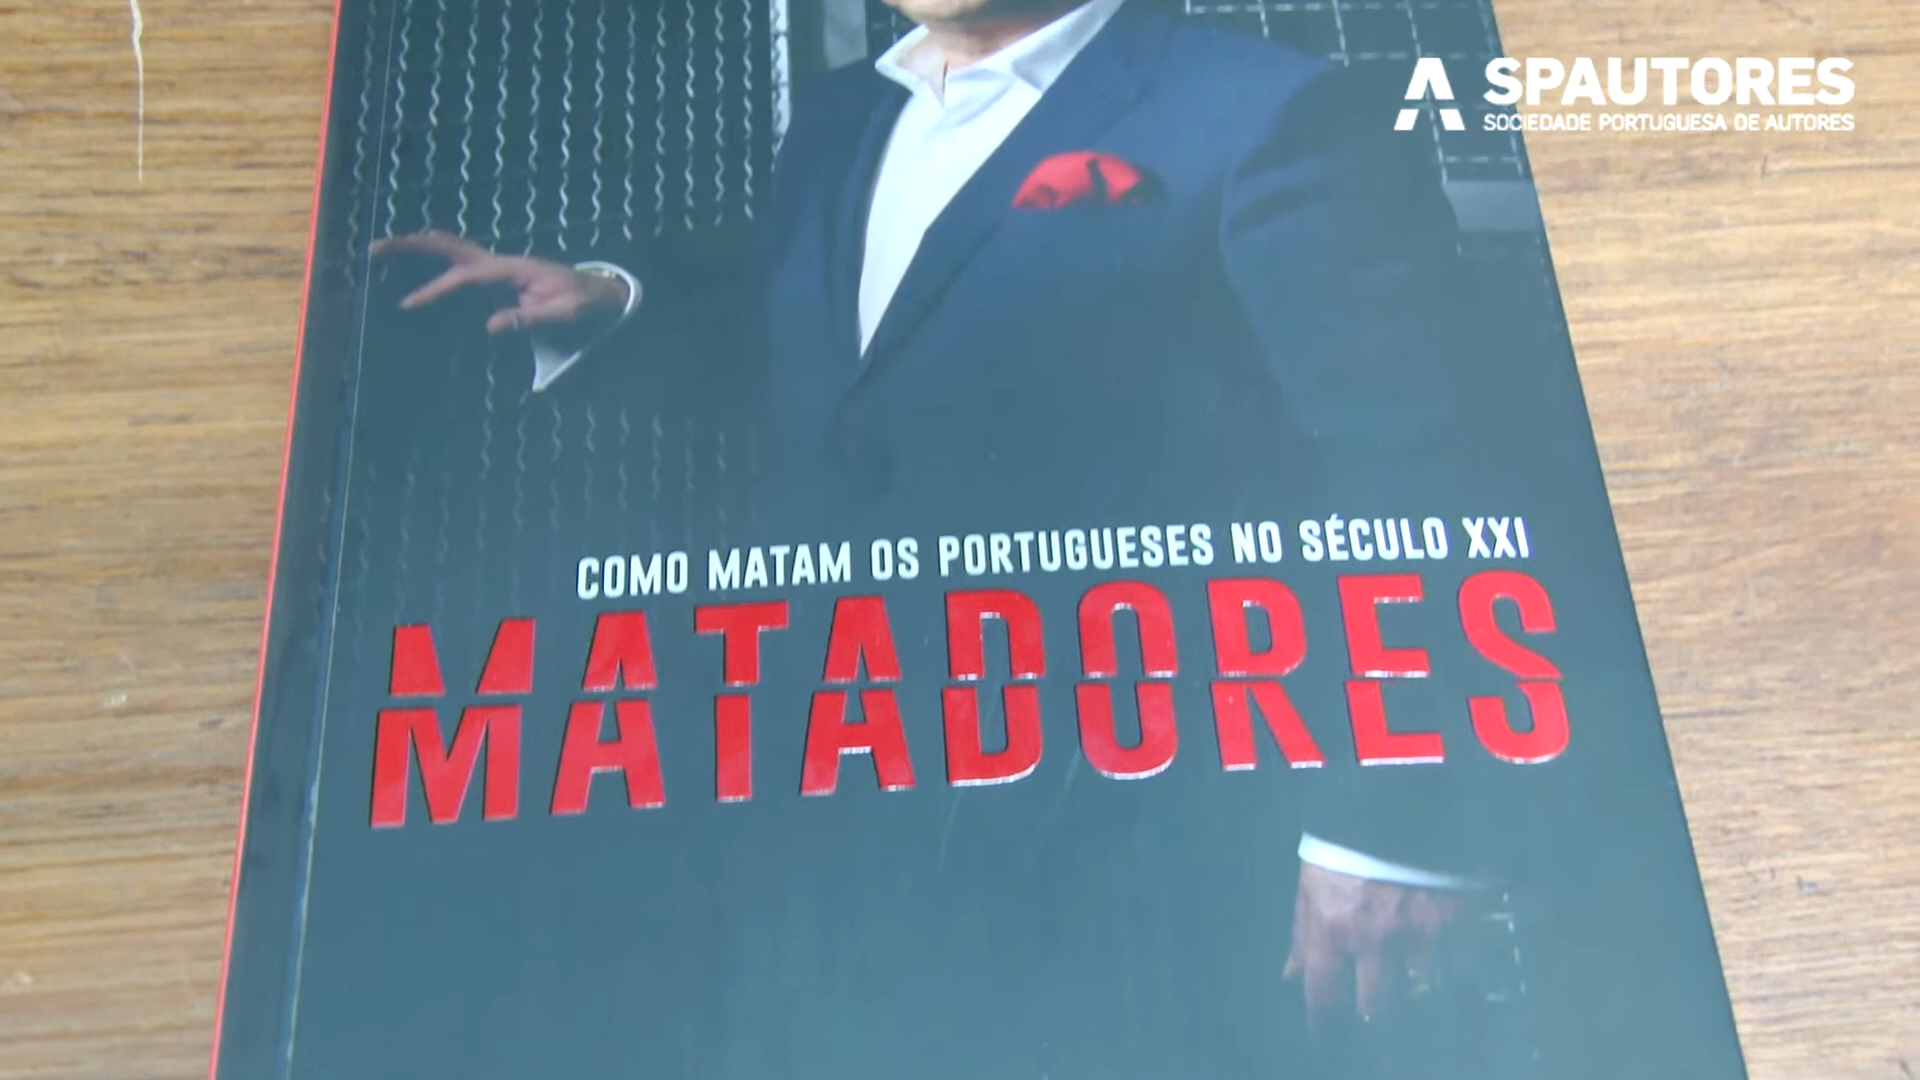 SPAUTORES
SOCIEDADE PORTUGUESA DE AUTORES
COMO MATAM OS PORTUGUESES NO SÉCULO XXI
MATADORES